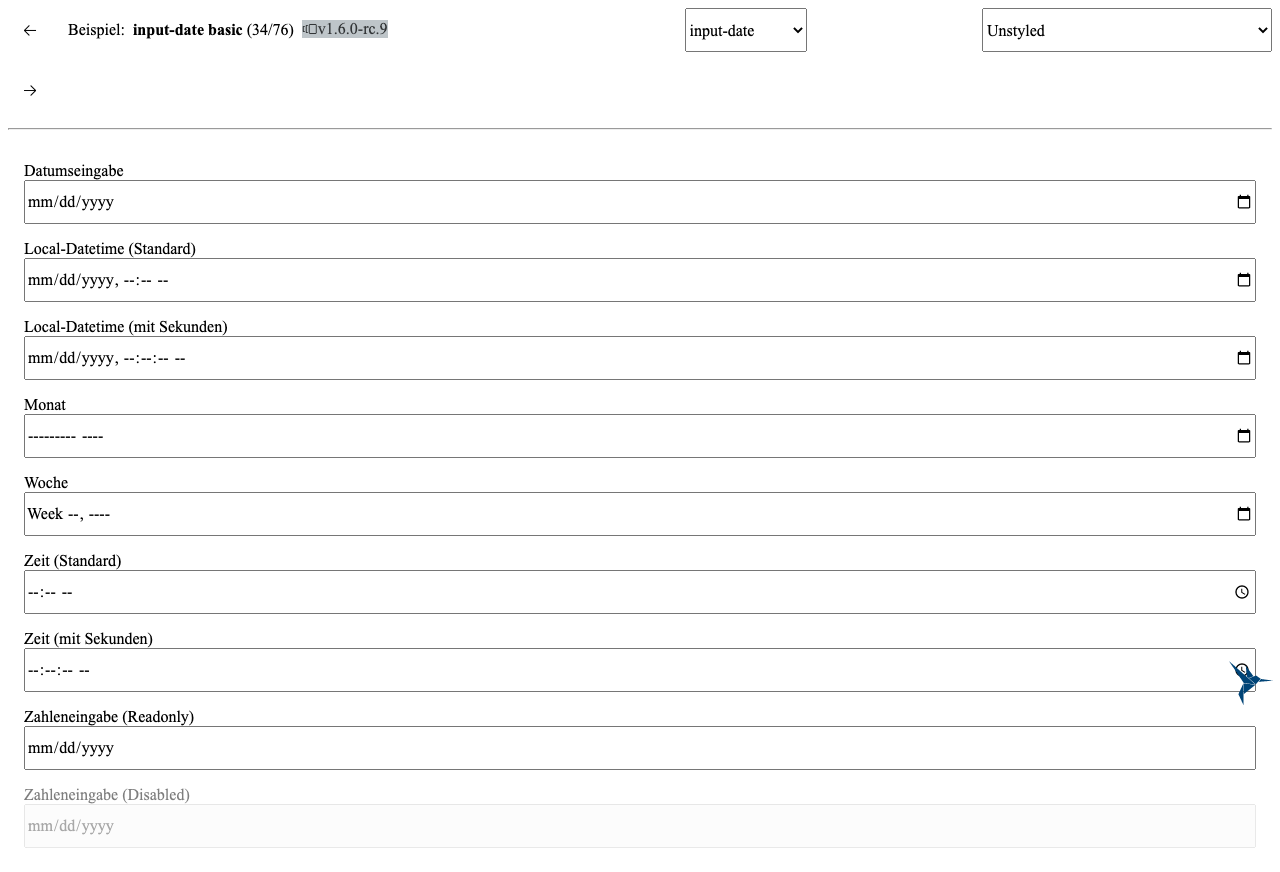 ← Beispiel: input-date basic (34/76) v1.6.0-rc.9 input-date Unstyled
→
Datumseingabe
mm/dd/yyyy
Local-Datetime (Standard)
mm/dd/yyyy, --:-- --
Local-Datetime (mit Sekunden)
mm/dd/yyyy, --:--:-- --
Monat
--------- ----
Woche
Week --, ----
Zeit (Standard)
--:-- --
Zeit (mit Sekunden)
--:--:-- --
Zahleneingabe (Readonly)
mm/dd/yyyy
Zahleneingabe (Disabled)
mm/dd/yyyy